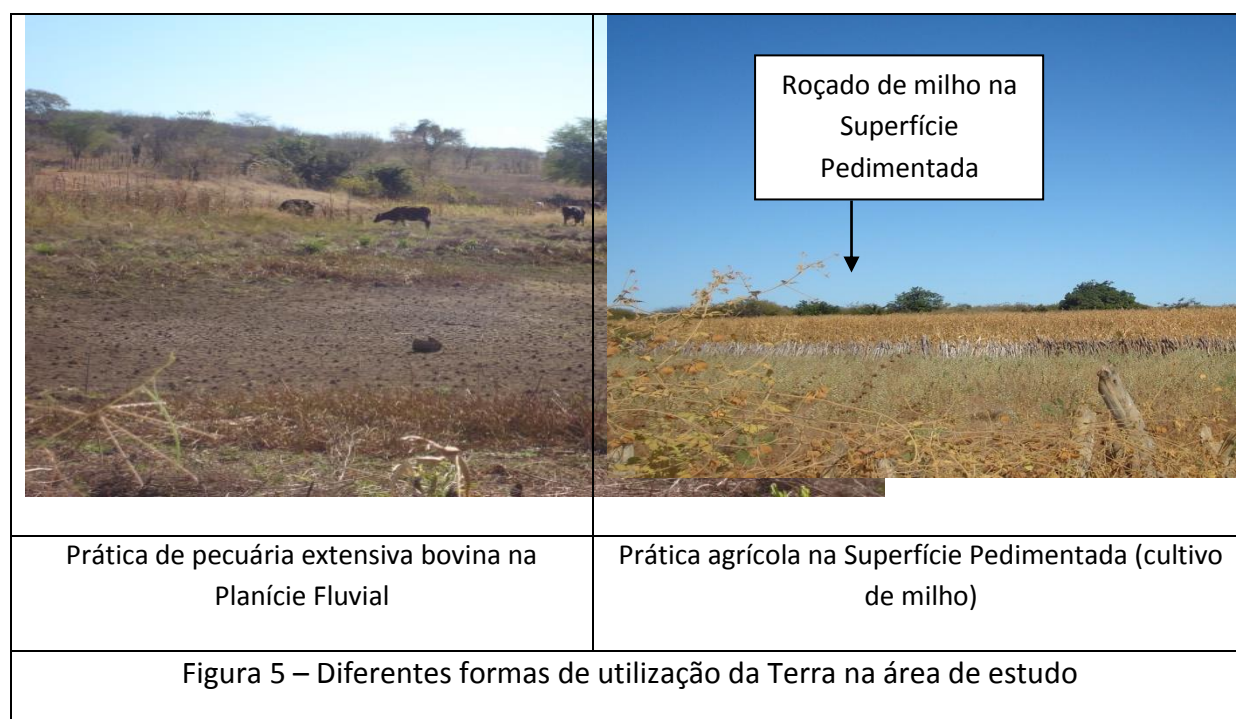 Roçado de milho na
Superfície
Pedimentada
Prática de pecuária extensiva bovina na
Planície Fluvial
Prática agrícola na Superfície Pedimentada (cultivo
de milho)
Figura 5 – Diferentes formas de utilização da Terra na área de estudo